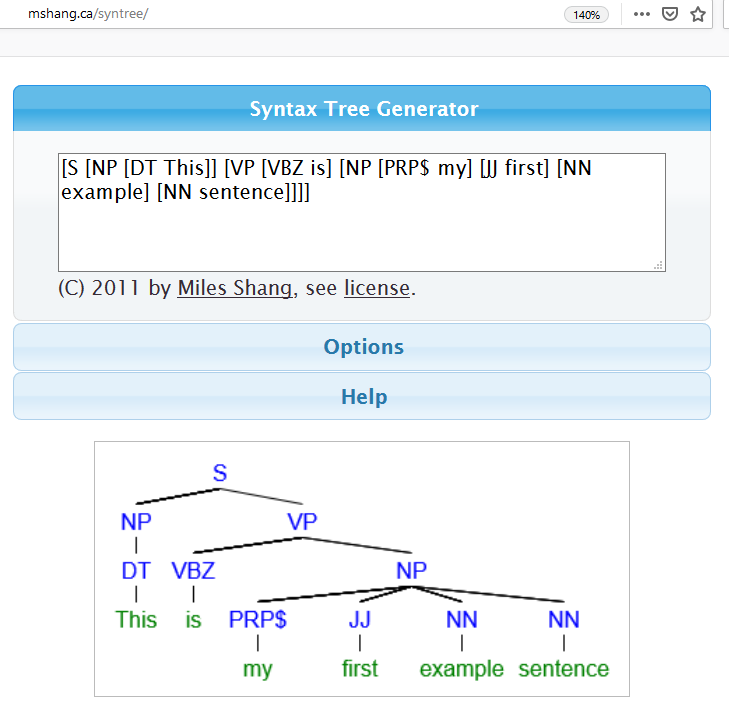 mshang.ca/syntree/ 140%
Syntax Tree Generator
[S [NP [DT This]] [VP [VBZ is] [NP [PRP$ my] [JJ first] [NN
example] [NN sentence]]]]
(C) 2011 by Miles Shang, see license.
Options
Help
S
NP VP
DT VBZ NP
This is PRP$ JJ NN NN
my first example sentence